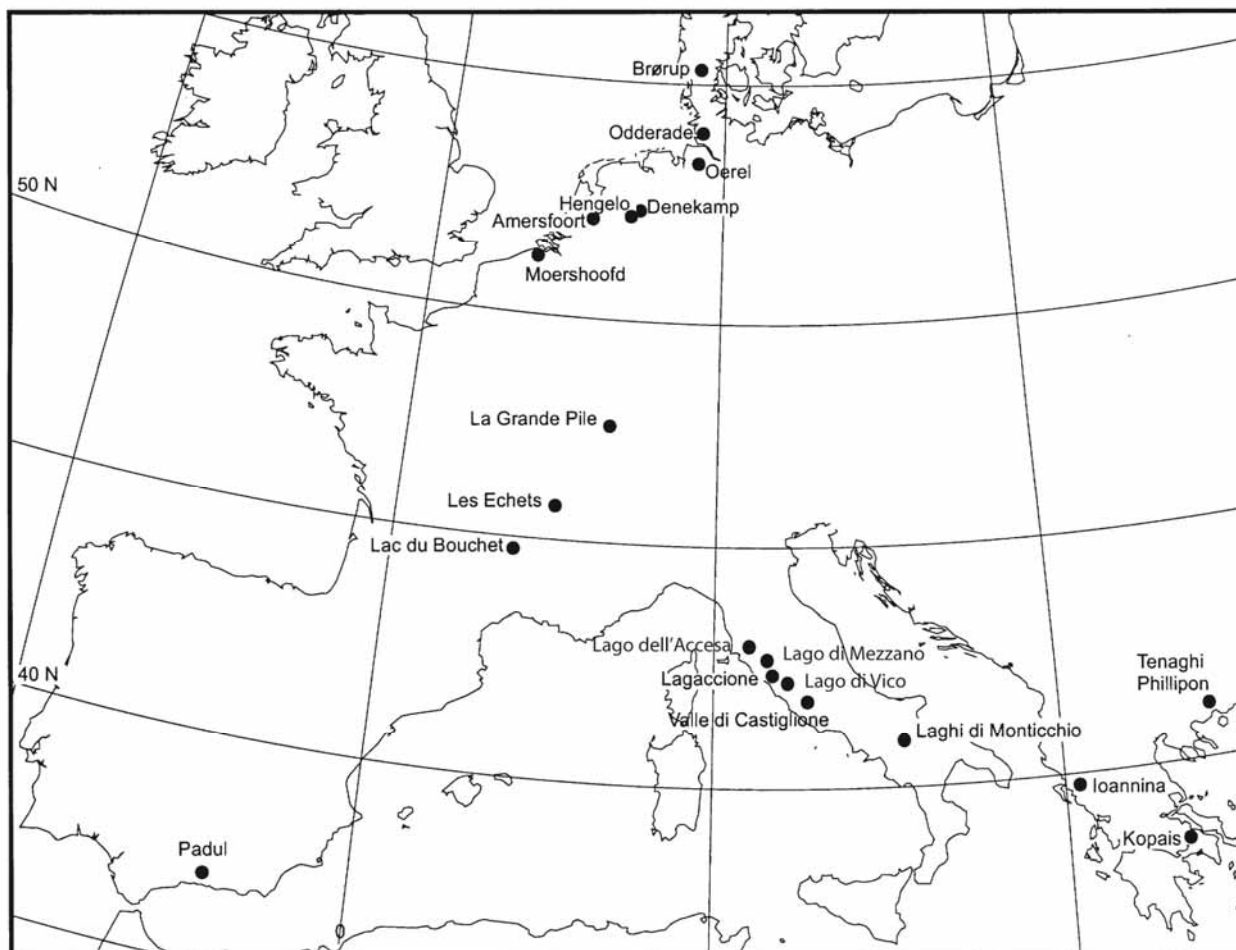 Brørup
Odderade
50 N
Oerel
Hengelo
Denekamp
Amersfoort
Moershoofd
La Grande Pile
Les Echets
Lac du Bouchet
Lago dell'Accesa
Lago di Mezzano
Tenaghi
Phillipon
40 N
Lagaccione
Lago di Vico
Valle di Castiglione
Laghi di Monticchio
Ioannina
Kopais
Padul
0